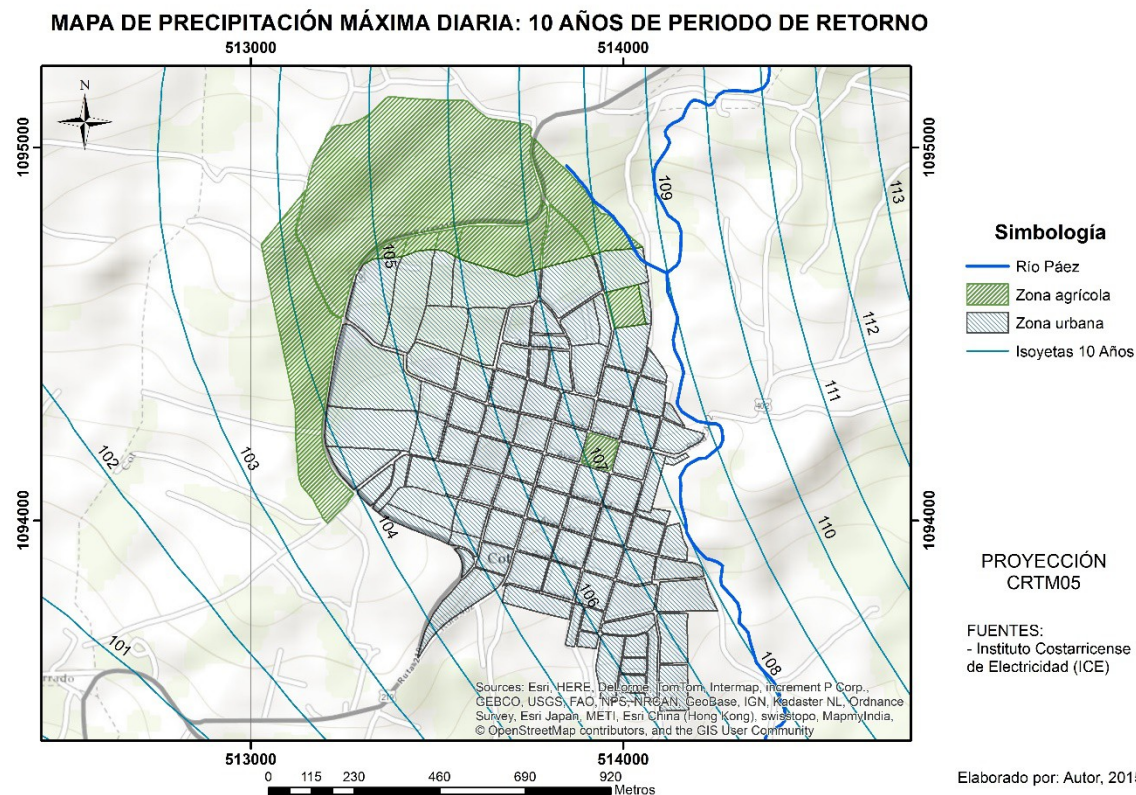 MAPA DE PRECIPITACIÓN MÁXIMA DIARIA: 10 AÑOS DE PERIODO DE RETORNO
513000 514000
N
1095000 1095000
109
113
105
Simbología
Río Páez
Zona agrícola
Zona urbana
Isoyetas 10 Años
112
111
402
102
103
Cot
107
1094000 1094000
104
110
Cot
106
PROYECCIÓN
CRTM05
FUENTES:
- Instituto Costarricense
de Electricidad (ICE)
101
108
219
Sources: Esri, HERE, DeLorme, TomTom, Intermap, increment P Corp.,
GEBCO, USGS, FAO, NPS, NRCAN, GeoBase, IGN, Kadaster NL, Ordnance
Survey, Esri Japan, METI, Esri China (Hong Kong), swisstopo, MapmyIndia,
© OpenStreetMap contributors, and the GIS User Community
513000 514000
0 115 230 460 690 920
Metros
Elaborado por: Autor, 2015